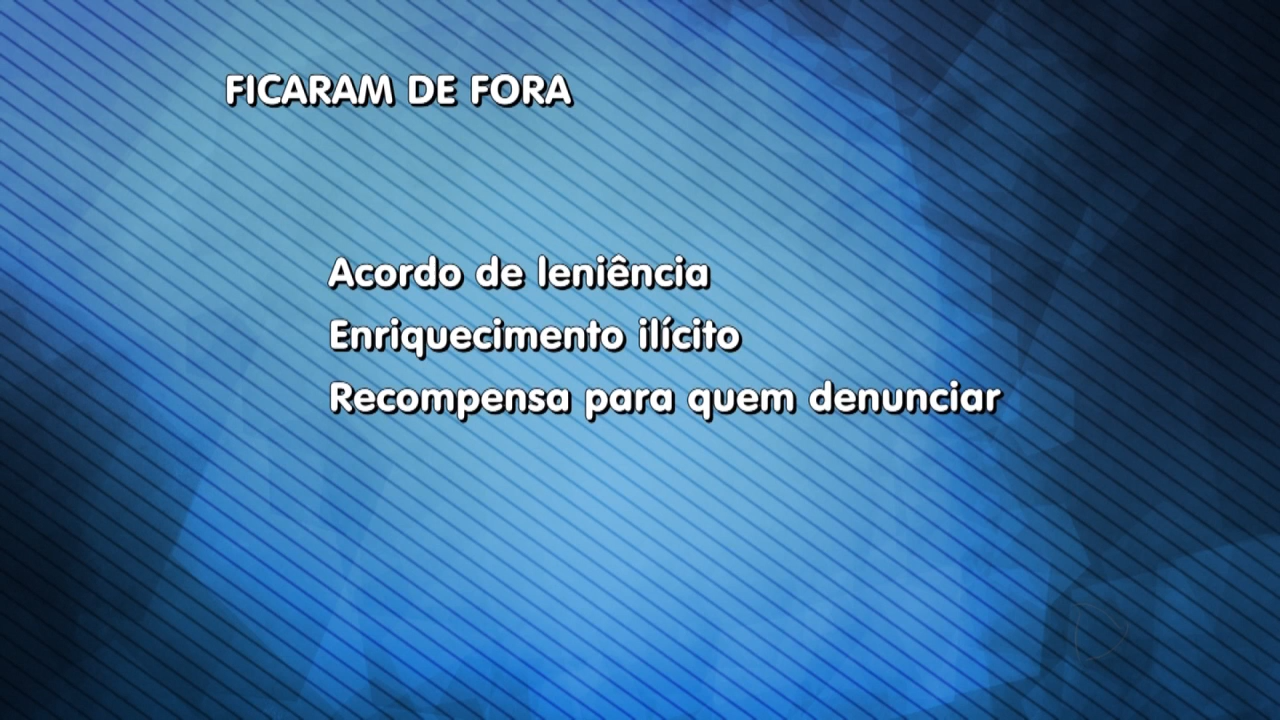 FICARAM DE FORA
Acordo de leniência
Enriquecimento ilícito
Recompensa para quem denunciar